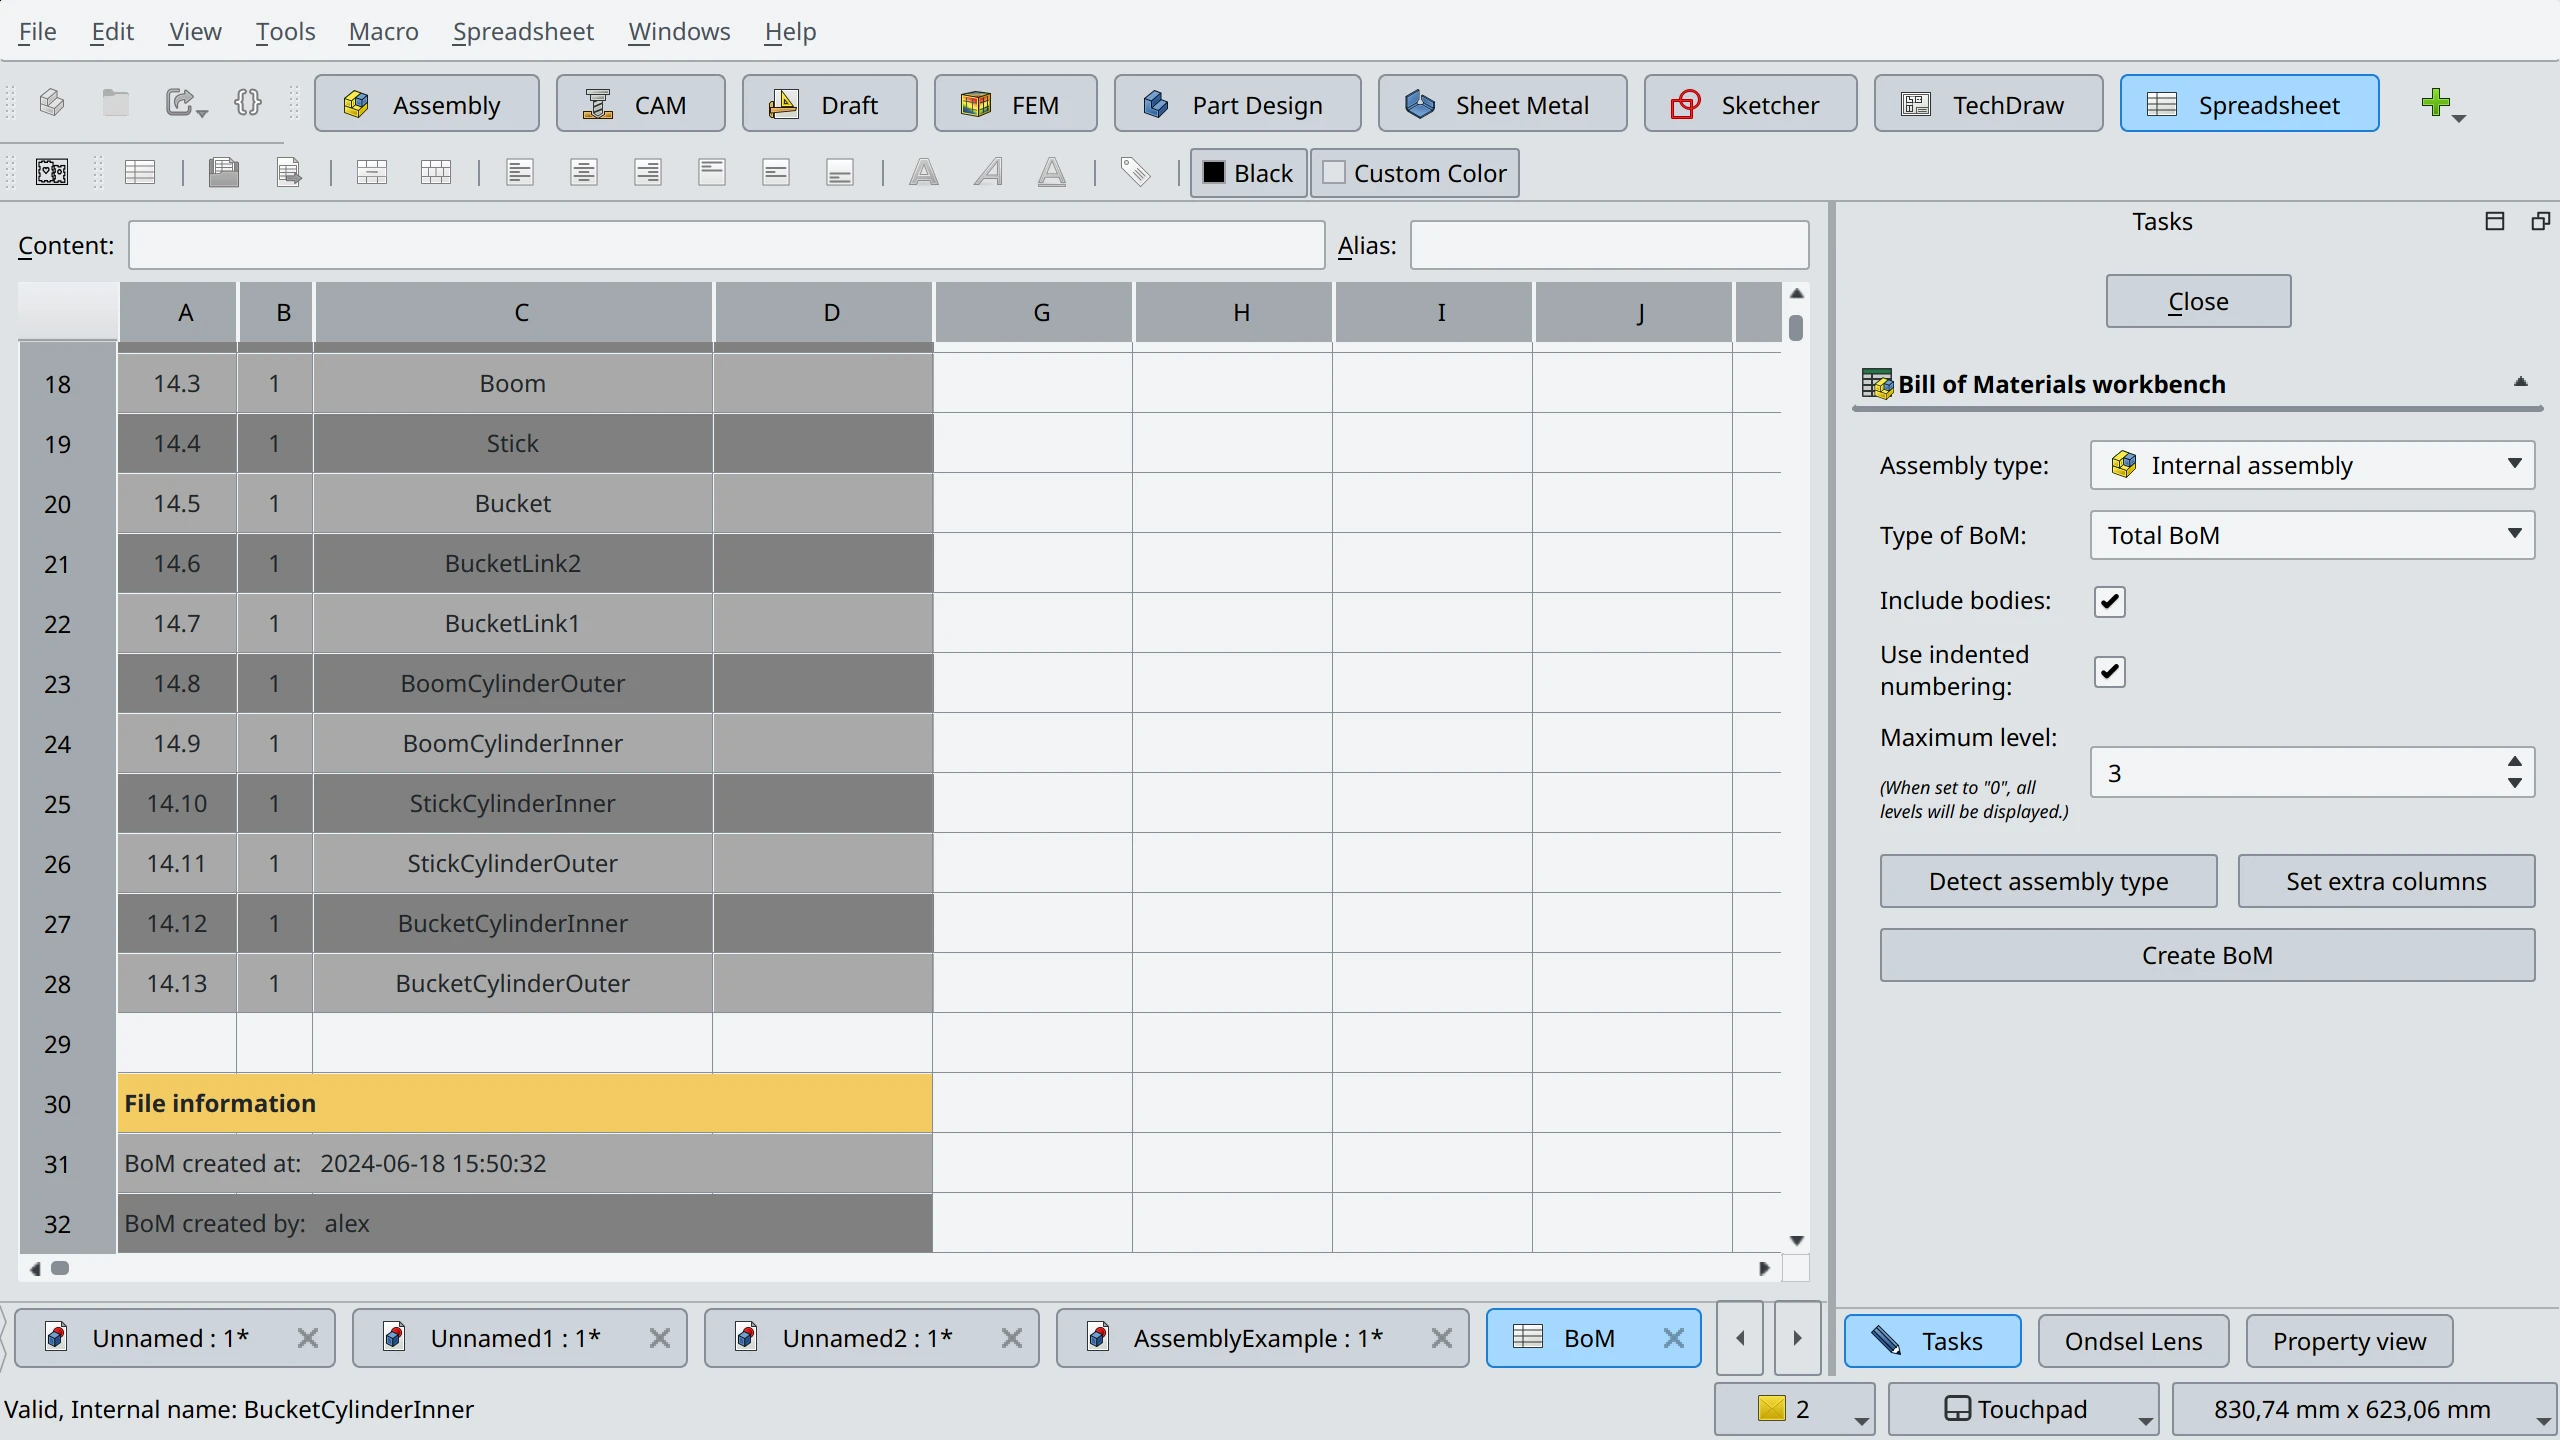 File Edit View Tools Macro Spreadsheet Windows Help
Assembly CAM Draft FEM Part Design Sheet Metal Sketcher TechDraw Spreadsheet
Black Custom Color
Content: Alias:
A B C D G H I J
18 14.3 1 Boom
19 14.4 1 Stick
20 14.5 1 Bucket
21 14.6 1 BucketLink2
22 14.7 1 BucketLink1
23 14.8 1 BoomCylinderOuter
24 14.9 1 BoomCylinderInner
25 14.10 1 StickCylinderInner
26 14.11 1 StickCylinderOuter
27 14.12 1 BucketCylinderInner
28 14.13 1 BucketCylinderOuter
29
30 File information
31 BoM created at: 2024-06-18 15:50:32
32 BoM created by: alex
Tasks
Close
Bill of Materials workbench
Assembly type: Internal assembly
Type of BoM: Total BoM
Include bodies:
Use indented
numbering:
Maximum level:
3
(When set to "0", all
levels will be displayed.)
Detect assembly type Set extra columns
Create BoM
Unnamed : 1* Unnamed1 : 1* Unnamed2 : 1* AssemblyExample : 1* BoM
Tasks Ondsel Lens Property view
Valid, Internal name: BucketCylinderInner
2 Touchpad 830,74 mm x 623,06 mm